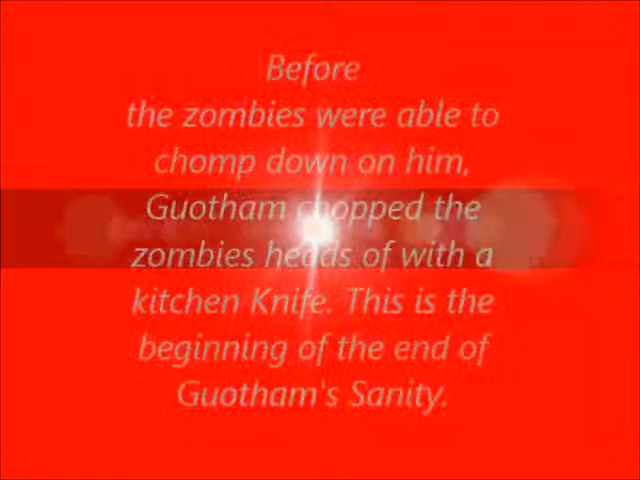 Before
the zombies were able to
chomp down on him,
Guotham chopped the
zombies heads of with a
kitchen Knife. This is the
beginning of the end of
Guotham's Sanity.